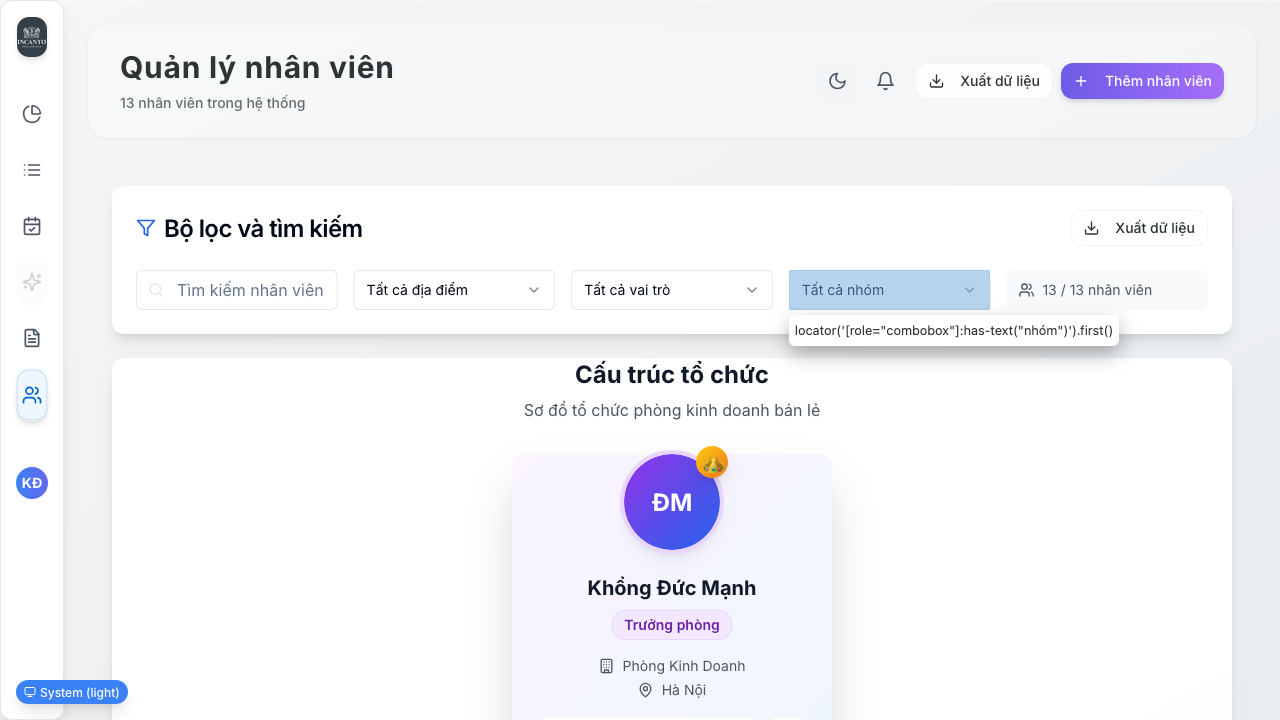 INCANTO
Quản lý nhân viên
13 nhân viên trong hệ thống
Xuất dữ liệu
Thêm nhân viên
Bộ lọc và tìm kiếm
Xuất dữ liệu
Tìm kiếm nhân viên
Tất cả địa điểm
Tất cả vai trò
Tất cả nhóm
13 / 13 nhân viên
locator('[role="combobox"]:has-text("nhóm")').first()
Cấu trúc tổ chức
Sơ đồ tổ chức phòng kinh doanh bán lẻ
ĐM
Khổng Đức Mạnh
Trưởng phòng
Phòng Kinh Doanh
Hà Nội
KĐ
System (light)